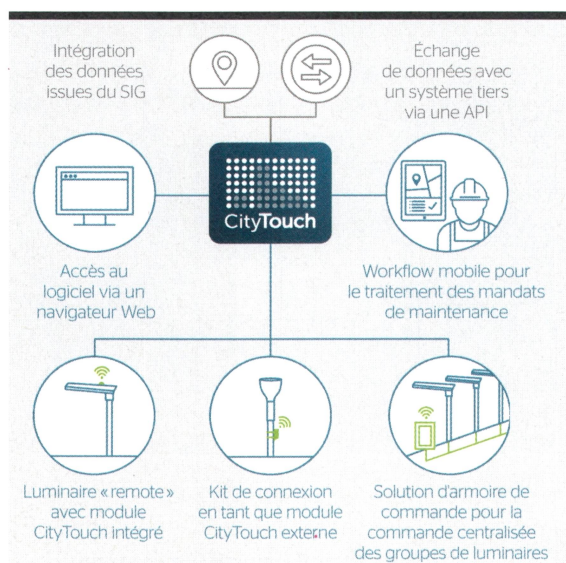 Intégration
des données
issues du SIG
Échange
de données avec
un système tiers
via une API
CityTouch
Accès au
logiciel via un
navigateur Web
Workflow mobile pour
le traitement des mandats
de maintenance
Luminaire « remote »
avec module
CityTouch intégré
Kit de connexion
en tant que module
CityTouch externe
Solution d'armoire de
commande pour la
commande centralisée
des groupes de luminaires